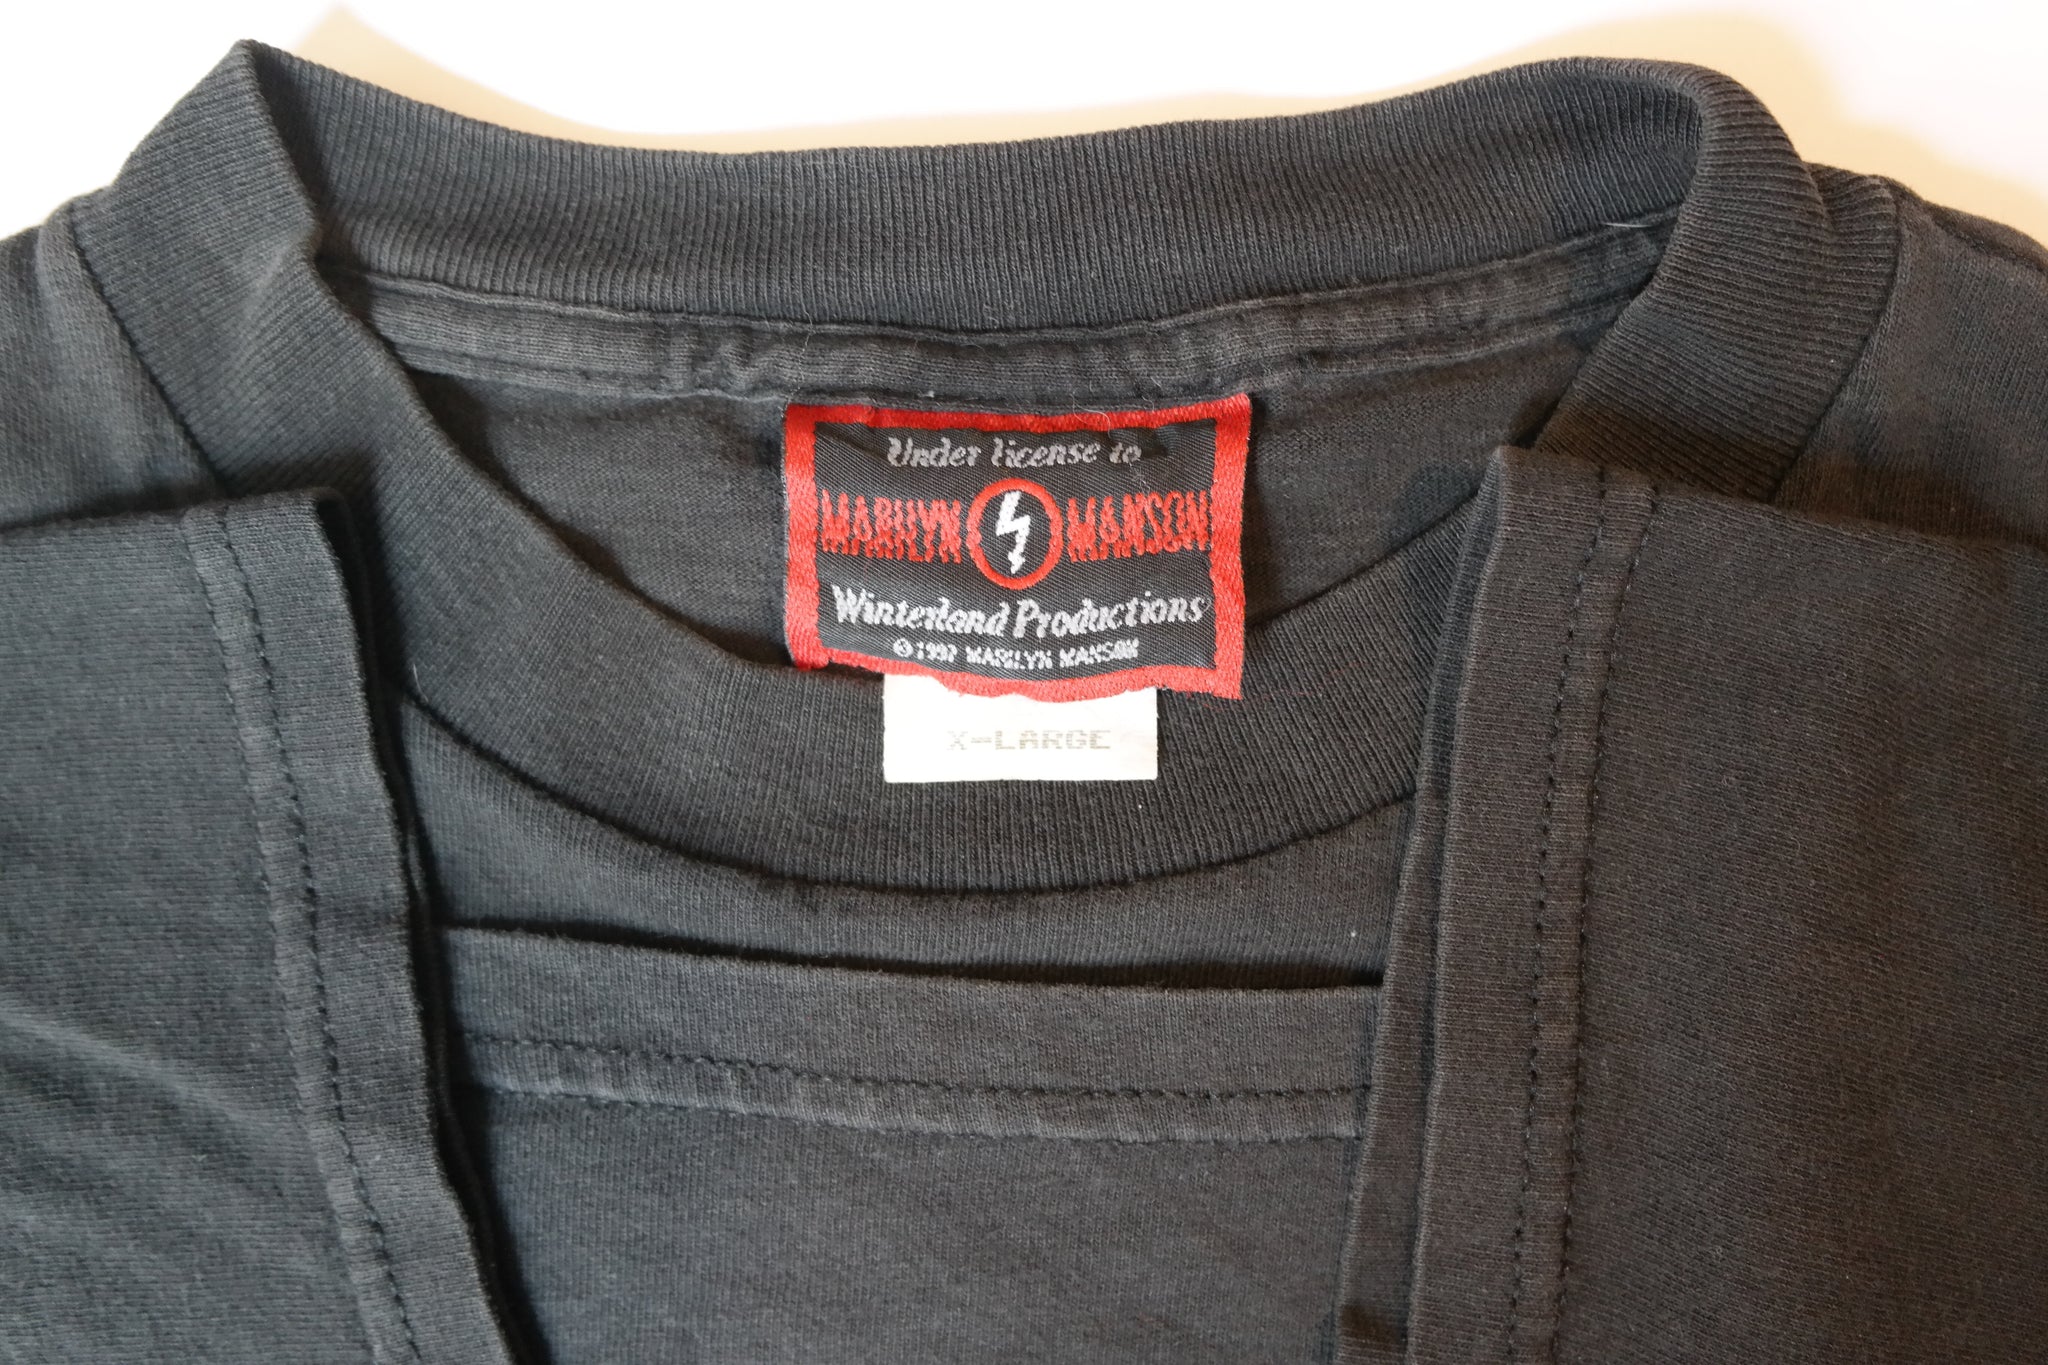 Under license to
MARILYN MANSON
Winterland Productions
© 1997 MARILYN MANSON
X-LARGE